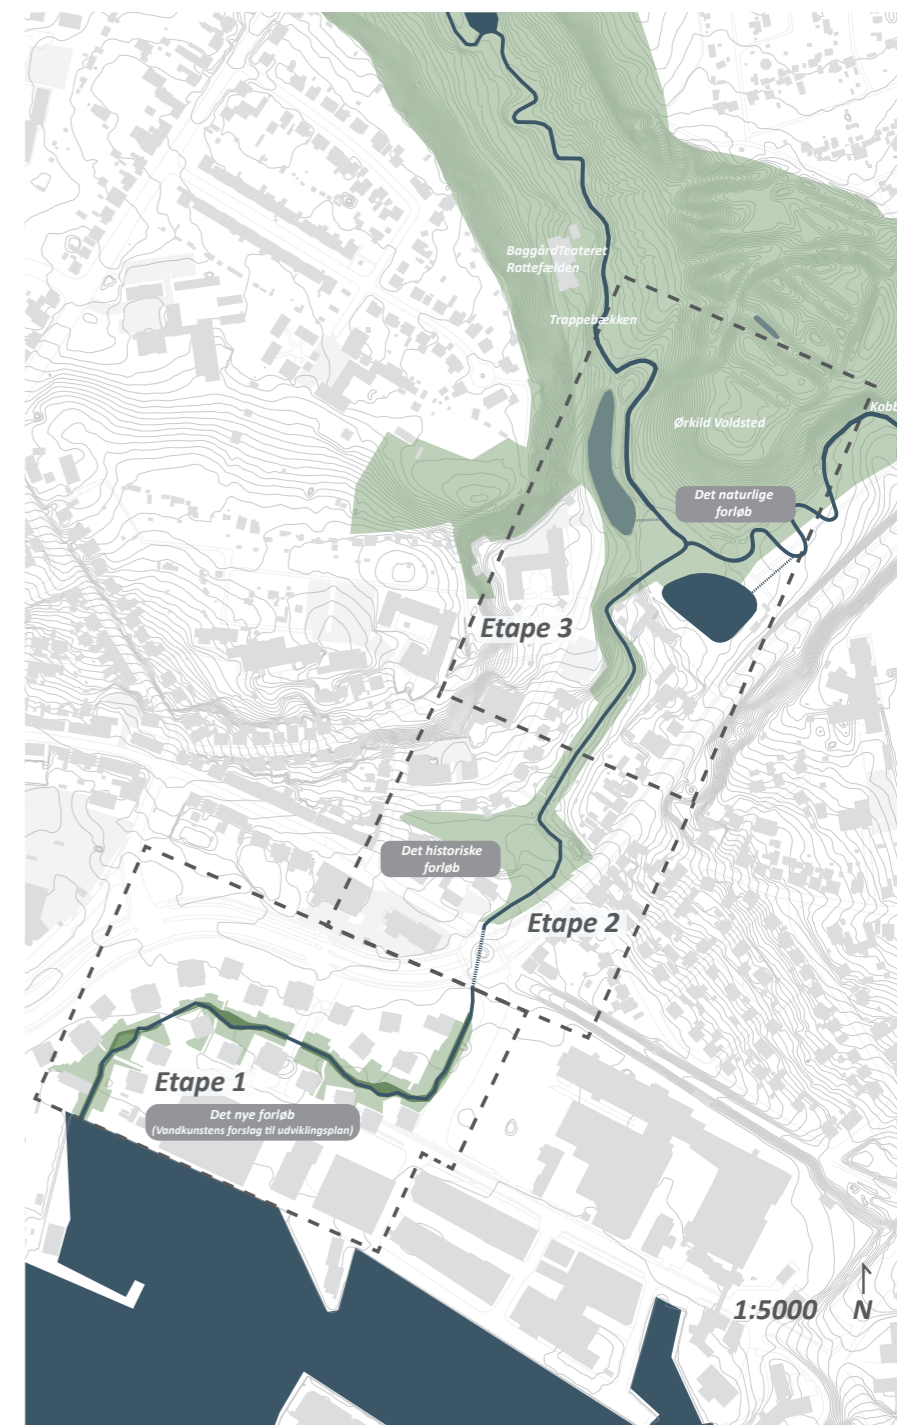 BaggårdTeateret
Rottefælden
Trappebækken
Kobb
Ørkild Voldsted
Det naturlige
forløb
Etape 3
Det historiske
forløb
Etape 2
Etape 1
Det nye forløb
(Vandkunstens forslag til udviklingsplan)
1:5000
N